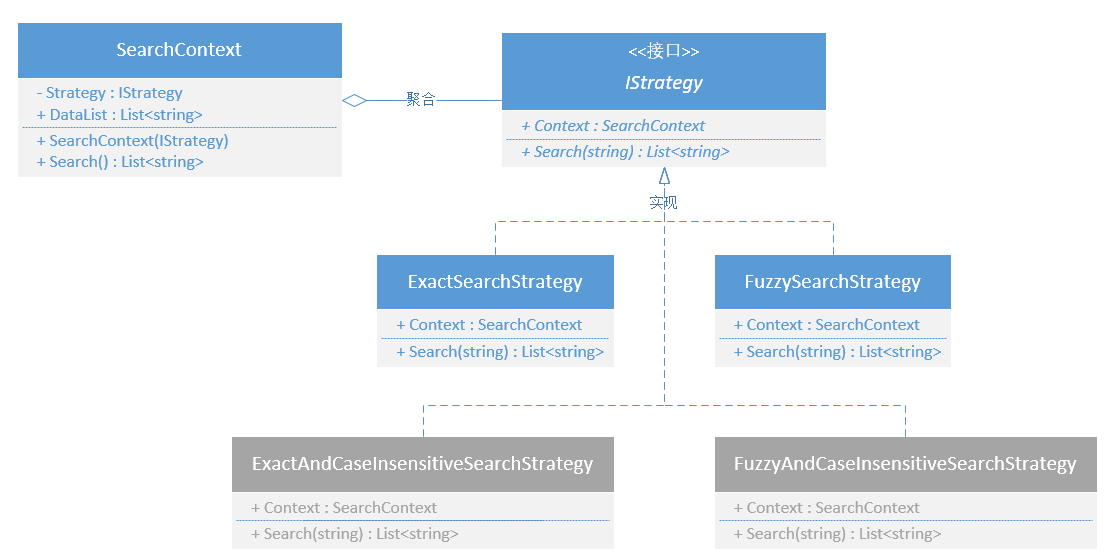 SearchContext
- Strategy : IStrategy
+ DataList : List<string>
+ SearchContext(IStrategy)
+ Search() : List<string>
聚合
<<接口>>
IStrategy
+ Context : SearchContext
+ Search(string) : List<string>
实现
ExactSearchStrategy
+ Context : SearchContext
+ Search(string) : List<string>
FuzzySearchStrategy
+ Context : SearchContext
+ Search(string) : List<string>
ExactAndCaseInsensitiveSearchStrategy
+ Context : SearchContext
+ Search(string) : List<string>
FuzzyAndCaseInsensitiveSearchStrategy
+ Context : SearchContext
+ Search(string) : List<string>